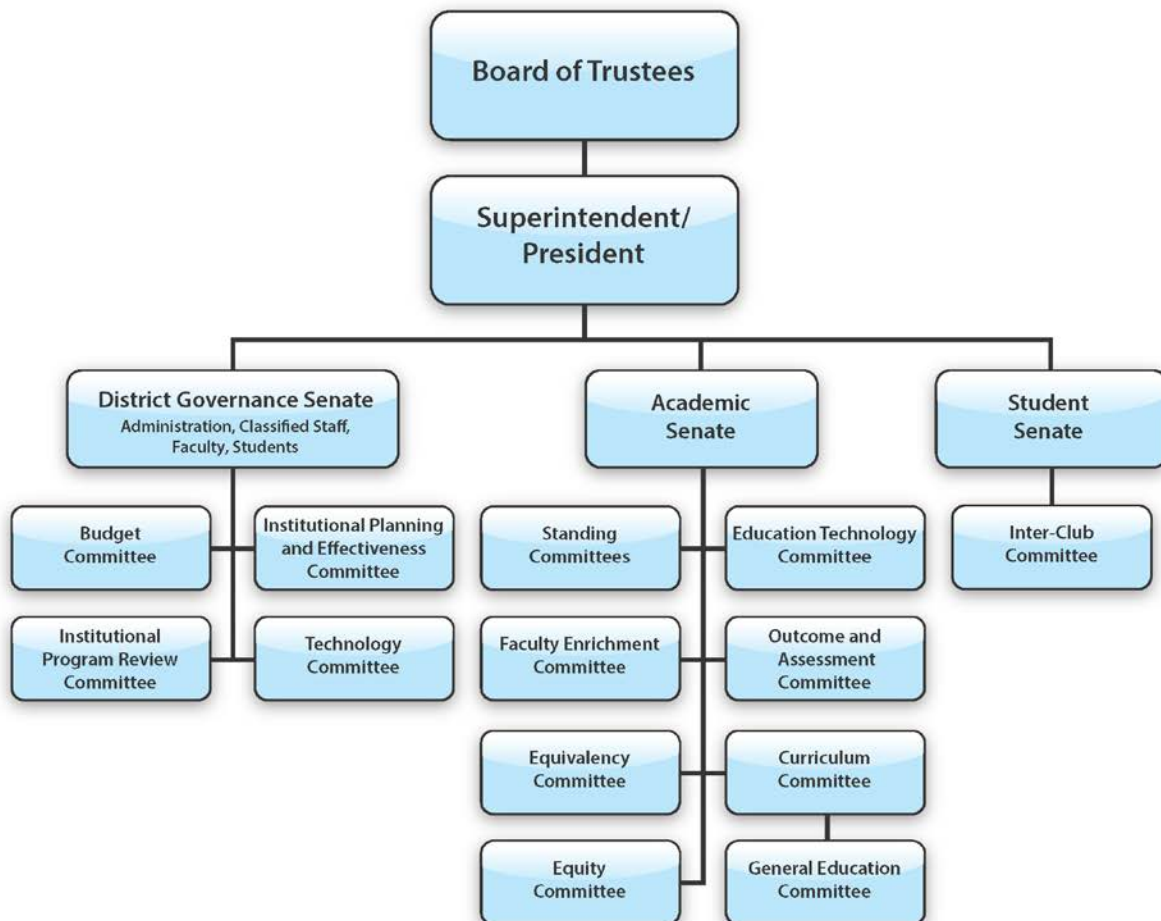 Board of Trustees
Superintendent/
President
District Governance Senate
Administration, Classified Staff,
Faculty, Students
Academic
Senate
Student
Senate
Budget
Committee
Institutional Planning
and Effectiveness
Committee
Institutional
Program Review
Committee
Technology
Committee
Standing
Committees
Education Technology
Committee
Faculty Enrichment
Committee
Outcome and
Assessment
Committee
Equivalency
Committee
Curriculum
Committee
Equity
Committee
General Education
Committee
Inter-Club
Committee